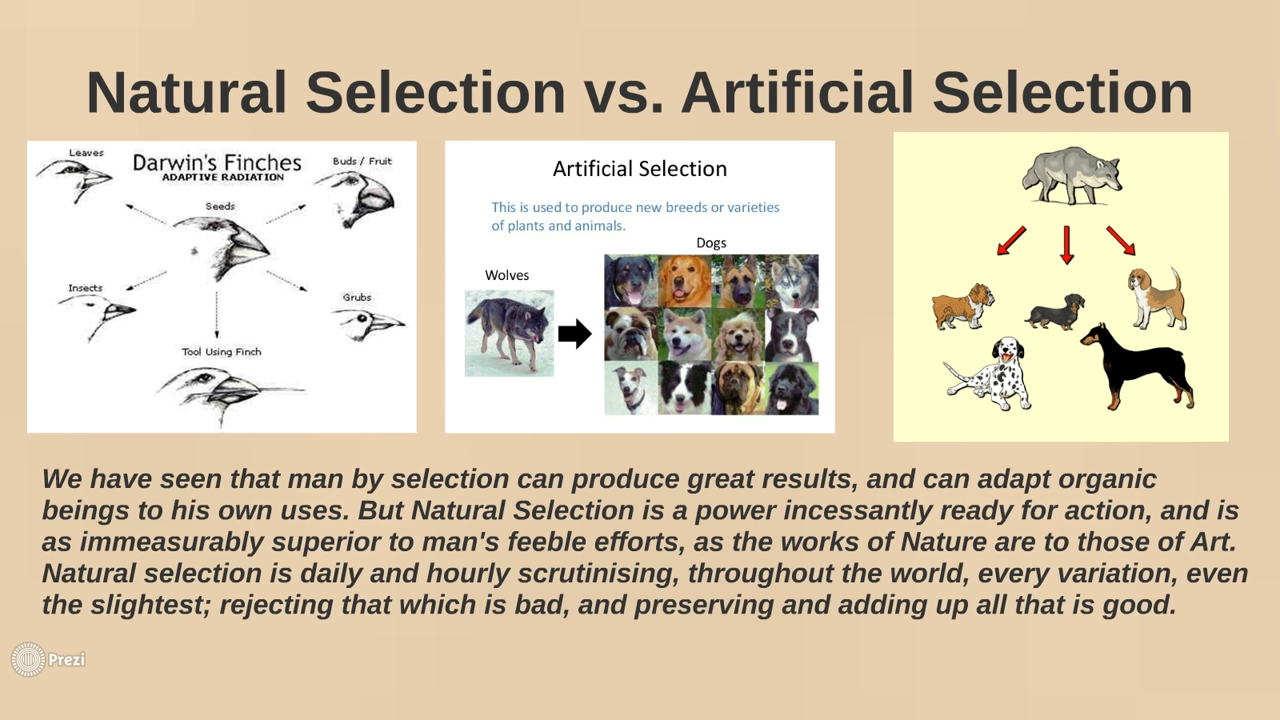 Natural Selection vs. Artificial Selection
Leaves
Darwin's Finches
ADAPTIVE RADIATION
Buds / Fruit
Seeds
Insects
Grubs
Tool Using Finch
Artificial Selection
This is used to produce new breeds or varieties
of plants and animals.
Dogs
Wolves
We have seen that man by selection can produce great results, and can adapt organic
beings to his own uses. But Natural Selection is a power incessantly ready for action, and is
as immeasurably superior to man's feeble efforts, as the works of Nature are to those of Art.
Natural selection is daily and hourly scrutinising, throughout the world, every variation, even
the slightest; rejecting that which is bad, and preserving and adding up all that is good.
Prezi